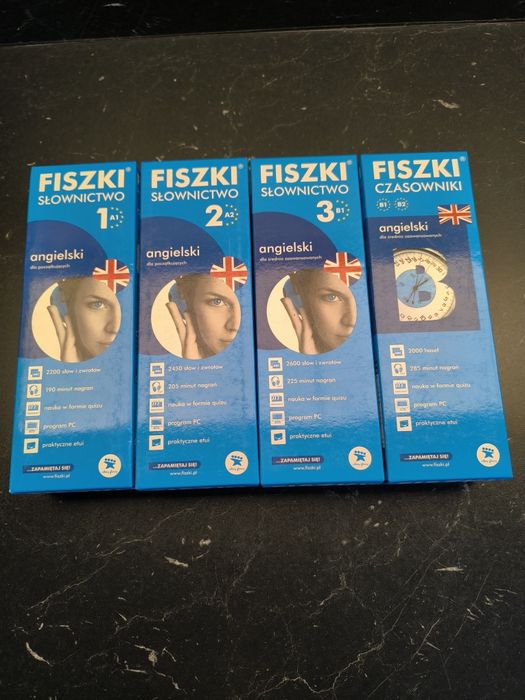 FISZKI®
SŁOWNICTWO
1 A1
angielski
dla początkujących
2200 słów i zwrotów
190 minut nagrań
nauka w formie quizu
program PC
praktyczne etui
...ZAPAMIĘTAJ SIĘ!
www.fiszki.pl
FISZKI®
SŁOWNICTWO
2 A2
angielski
dla początkujących
2450 słów i zwrotów
205 minut nagrań
nauka w formie quizu
program PC
praktyczne etui
...ZAPAMIĘTAJ SIĘ!
www.fiszki.pl
FISZKI®
SŁOWNICTWO
3 B1
angielski
dla średnio zaawansowanych
2600 słów i zwrotów
225 minut nagrań
nauka w formie quizu
program PC
praktyczne etui
...ZAPAMIĘTAJ SIĘ!
www.fiszki.pl
FISZKI®
CZASOWNIKI
B1 B2
angielski
dla średnio zaawansowanych
2000 haseł
285 minut nagrań
nauka w formie quizu
program PC
praktyczne etui
...ZAPAMIĘTAJ SIĘ!
www.fiszki.pl